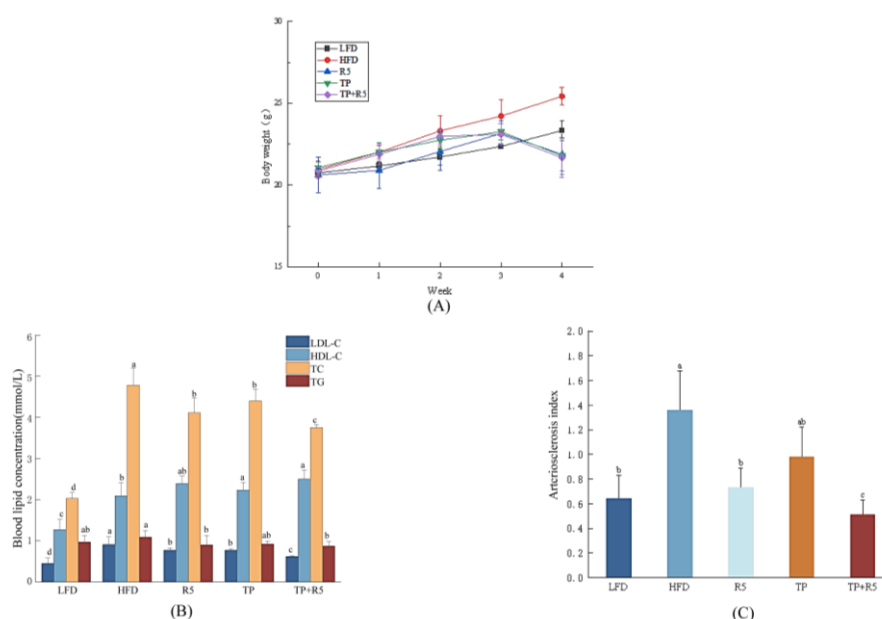 30
LFD
HFD
R5
TP
TP+R5
Body weight (g)
25
20
15
0 1 2 3 4
Week
(A)
Blood lipid concentration(mmol/L)
6
5
4
3
2
1
0
LDL-C
HDL-C
TC
TG
d c d ab
a b a a
b ab b b
b a b ab
c a c b
LFD HFD R5 TP TP+R5
(B)
Arteriosclerosis index
2.0
1.8
1.6
1.4
1.2
1.0
0.8
0.6
0.4
0.2
0.0
b a b ab c
LFD HFD R5 TP TP+R5
(C)